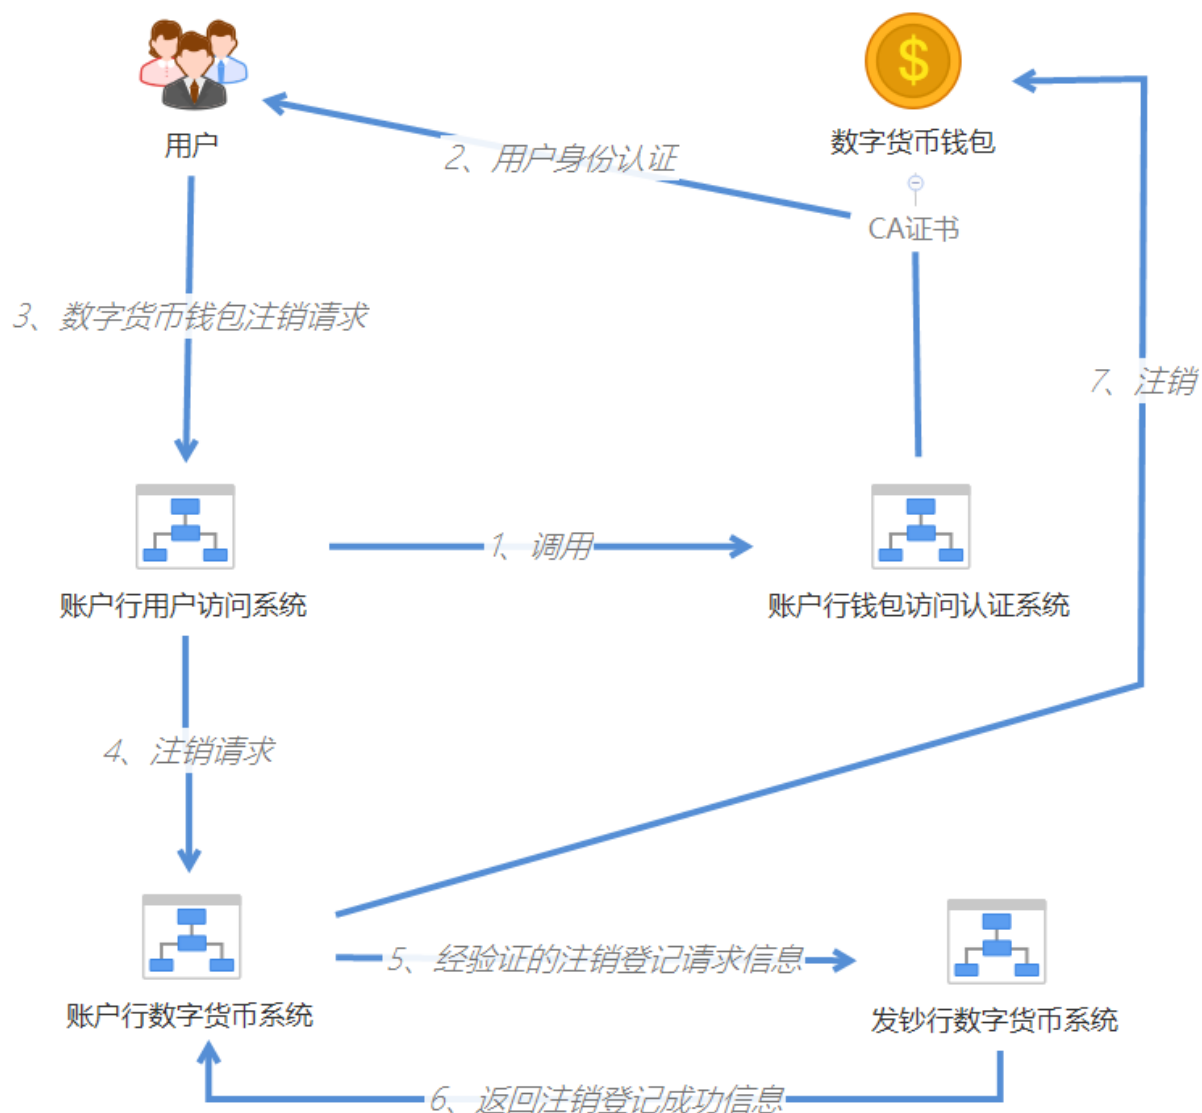 用户
数字货币钱包
2、用户身份认证
CA证书
3、数字货币钱包注销请求
7、注销
1、调用
账户行用户访问系统
账户行钱包访问认证系统
4、注销请求
5、经验证的注销登记请求信息
账户行数字货币系统
发钞行数字货币系统
6、返回注销登记成功信息